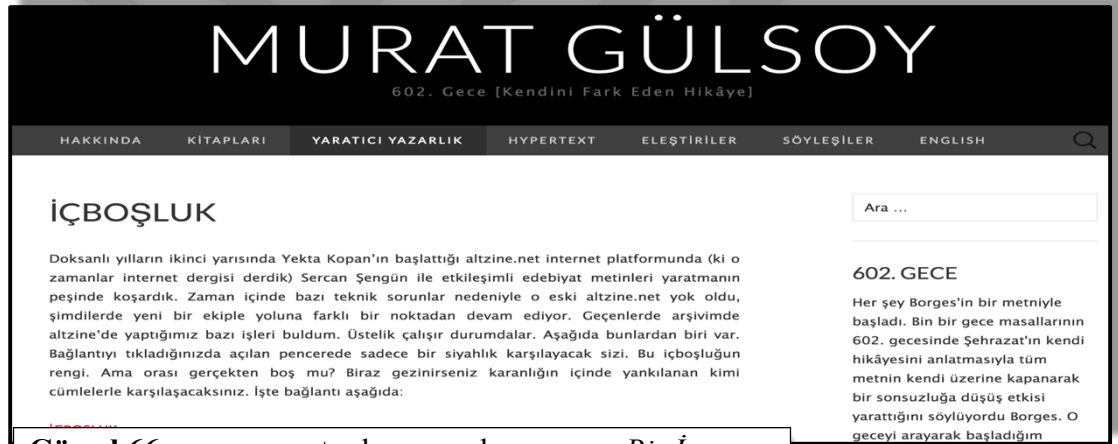 MURAT GÜLSOY
602. Gece [Kendini Fark Eden Hikâye]
HAKKINDA KİTAPLARI YARATICI YAZARLIK HYPERTEXT ELEŞTİRİLER SÖYLEŞİLER ENGLISH
İÇBOŞLUK
Doksanlı yılların ikinci yarısında Yekta Kopan'ın başlattığı altzine.net internet platformunda (ki o
zamanlar internet dergisi derdik) Sercan Şengün ile etkileşimli edebiyat metinleri yaratmanın
peşinde koşardık. Zaman içinde bazı teknik sorunlar nedeniyle o eski altzine.net yok oldu,
şimdilerde yeni bir ekiple yoluna farklı bir noktadan devam ediyor. Geçenlerde arşivimde
altzine'de yaptığımız bazı işleri buldum. Üstelik çalışır durumdalar. Aşağıda bunlardan biri var.
Bağlantıyı tıkladığınızda açılan pencerede sadece bir siyahlık karşılayacak sizi. Bu içboşluğun
rengi. Ama orası gerçekten boş mu? Biraz gezinirseniz karanlığın içinde yankılanan kimi
cümlelerle karşılaşacaksınız. İşte bağlantı aşağıda:
Ara ...
602. GECE
Her şey Borges'in bir metniyle
başladı. Bin bir gece masallarının
602. gecesinde Şehrazat'ın kendi
hikâyesini anlatmasıyla tüm
metnin kendi üzerine kapanarak
bir sonsuzluğa düşüş etkisi
yarattığını söylüyordu Borges. O
geceyi arayarak başladığım